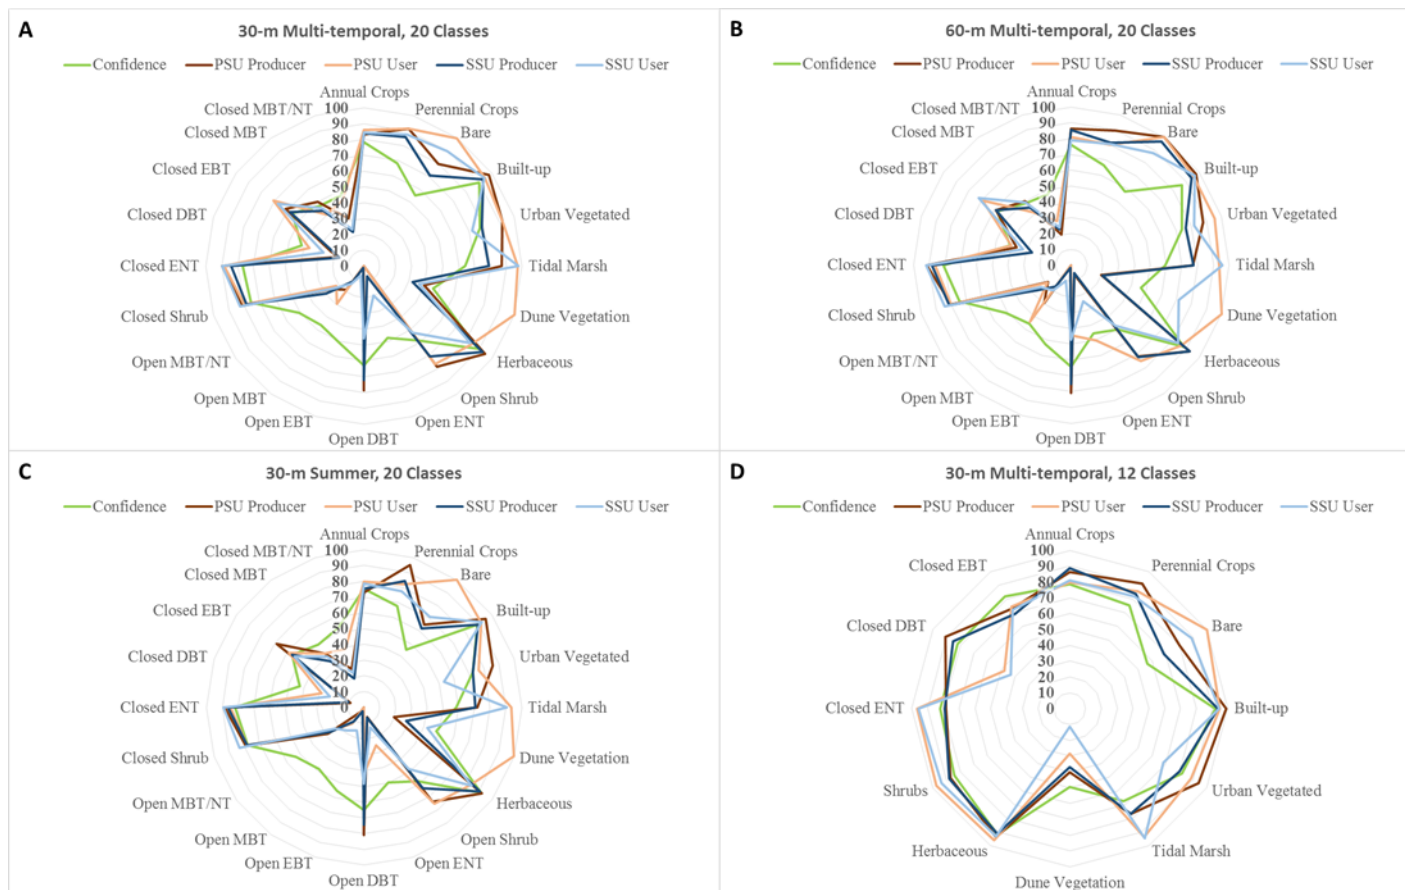 A
30-m Multi-temporal, 20 Classes
Confidence PSU Producer PSU User SSU Producer SSU User
Annual Crops
Perennial Crops
Bare
Built-up
Urban Vegetated
Tidal Marsh
Dune Vegetation
Herbaceous
Open Shrub
Open ENT
Open DBT
Open EBT
Open MBT
Open MBT/NT
Closed Shrub
Closed ENT
Closed DBT
Closed EBT
Closed MBT
Closed MBT/NT
100
90
80
70
60
50
40
30
20
10
0
B
60-m Multi-temporal, 20 Classes
Confidence PSU Producer PSU User SSU Producer SSU User
Annual Crops
Perennial Crops
Bare
Built-up
Urban Vegetated
Tidal Marsh
Dune Vegetation
Herbaceous
Open Shrub
Open ENT
Open DBT
Open EBT
Open MBT
Open MBT/NT
Closed Shrub
Closed ENT
Closed DBT
Closed EBT
Closed MBT
Closed MBT/NT
100
90
80
70
60
50
40
30
20
10
0
C
30-m Summer, 20 Classes
Confidence PSU Producer PSU User SSU Producer SSU User
Annual Crops
Perennial Crops
Bare
Built-up
Urban Vegetated
Tidal Marsh
Dune Vegetation
Herbaceous
Open Shrub
Open ENT
Open DBT
Open EBT
Open MBT
Open MBT/NT
Closed Shrub
Closed ENT
Closed DBT
Closed EBT
Closed MBT
Closed MBT/NT
100
90
80
70
60
50
40
30
20
10
0
D
30-m Multi-temporal, 12 Classes
Confidence PSU Producer PSU User SSU Producer SSU User
Annual Crops
Perennial Crops
Bare
Built-up
Urban Vegetated
Tidal Marsh
Dune Vegetation
Herbaceous
Shrubs
Closed ENT
Closed DBT
Closed EBT
100
90
80
70
60
50
40
30
20
10
0